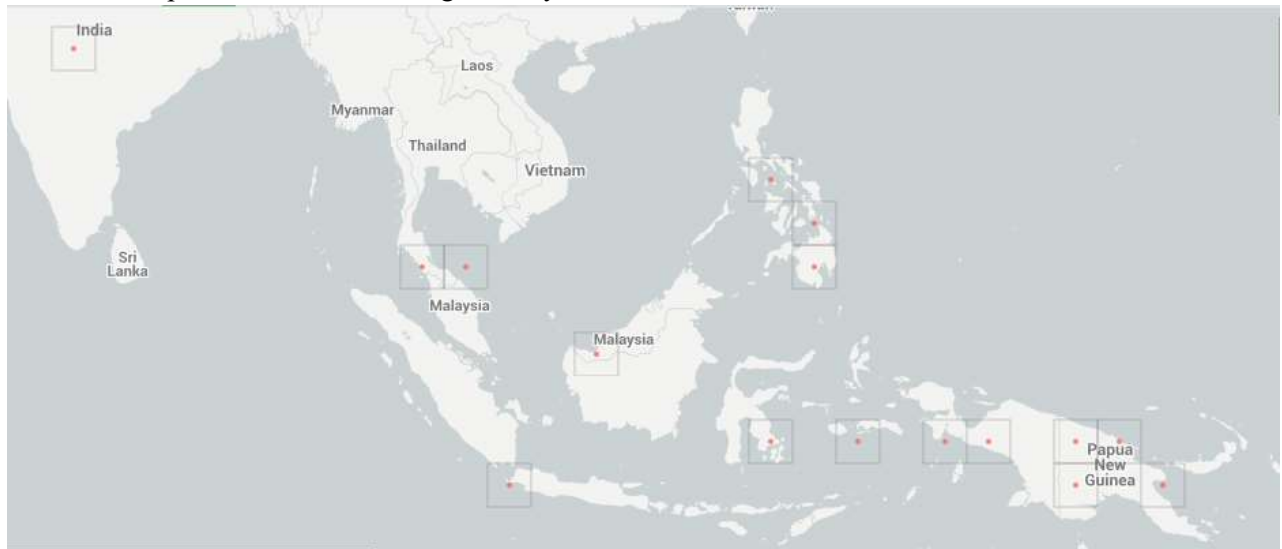 India
Laos
Myanmar
Thailand
Vietnam
Sri
Lanka
Malaysia
Malaysia
Papua
New
Guinea